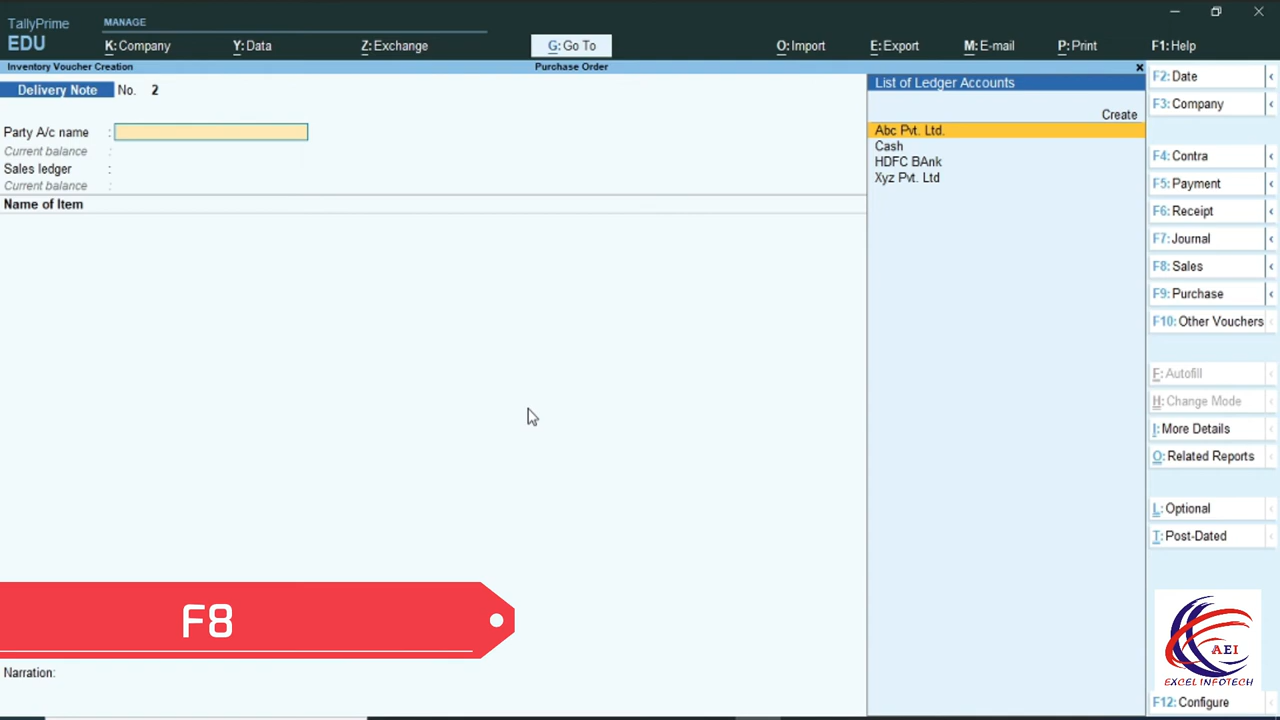 TallyPrime
EDU
MANAGE
K: Company
Y: Data
Z: Exchange
G: Go To
O: Import
E: Export
M: E-mail
P: Print
F1: Help
Inventory Voucher Creation
Purchase Order
Delivery Note No. 2
Party A/c name :
Current balance :
Sales ledger :
Current balance :
Name of Item
List of Ledger Accounts
Create
Abc Pvt. Ltd.
Cash
HDFC BAnk
Xyz Pvt. Ltd
F2: Date
F3: Company
F4: Contra
F5: Payment
F6: Receipt
F7: Journal
F8: Sales
F9: Purchase
F10: Other Vouchers
F: Autofill
H: Change Mode
I: More Details
O: Related Reports
L: Optional
T: Post-Dated
F12: Configure
F8
Narration:
AEI
EXCEL INFOTECH